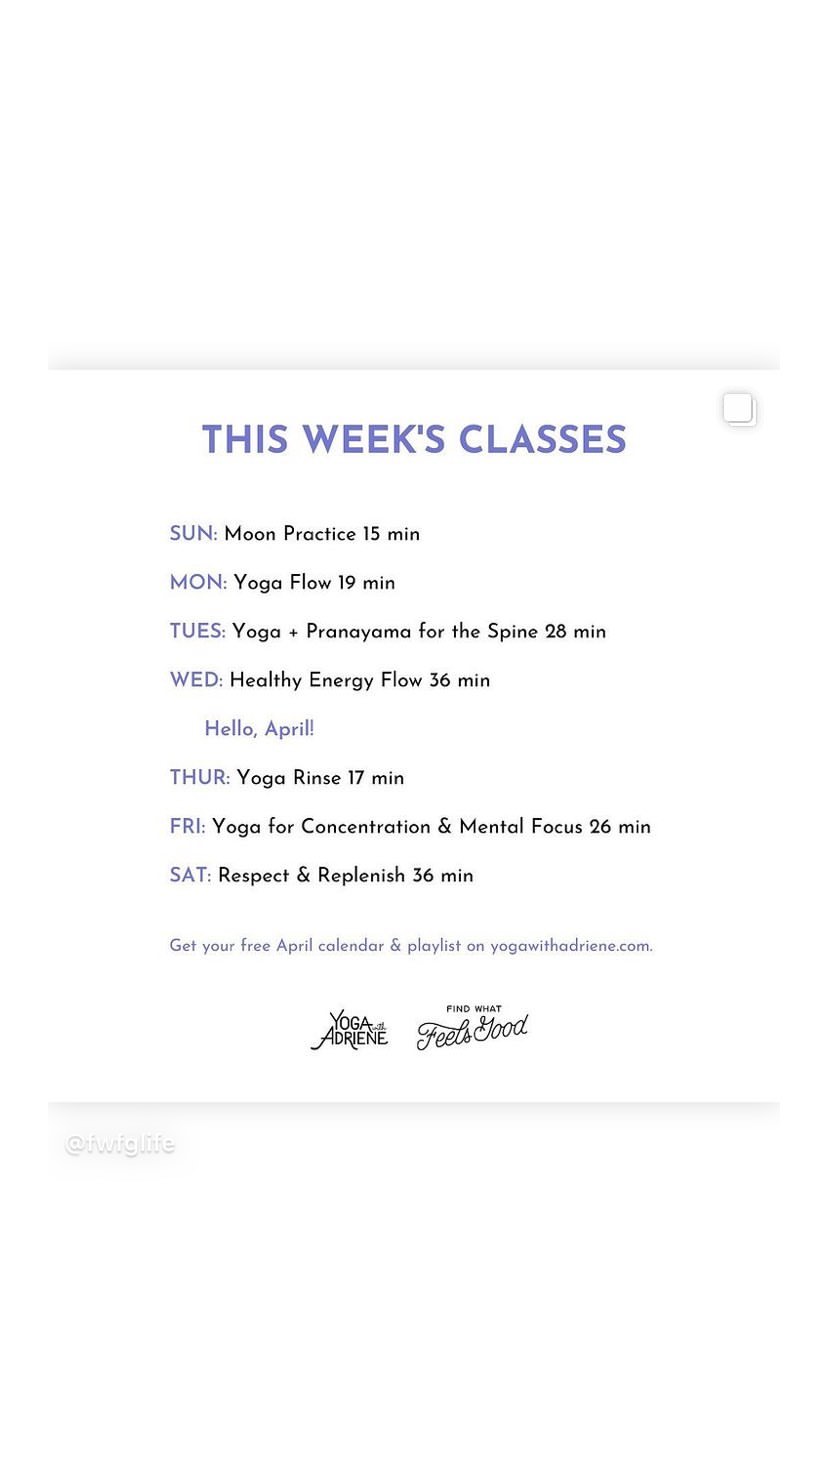 THIS WEEK'S CLASSES
SUN: Moon Practice 15 min
MON: Yoga Flow 19 min
TUES: Yoga + Pranayama for the Spine 28 min
WED: Healthy Energy Flow 36 min
Hello, April!
THUR: Yoga Rinse 17 min
FRI: Yoga for Concentration & Mental Focus 26 min
SAT: Respect & Replenish 36 min
Get your free April calendar & playlist on yogawithadriene.com.
YOGA with
ADRIENE
FIND WHAT
Feels Good
@fwfglife